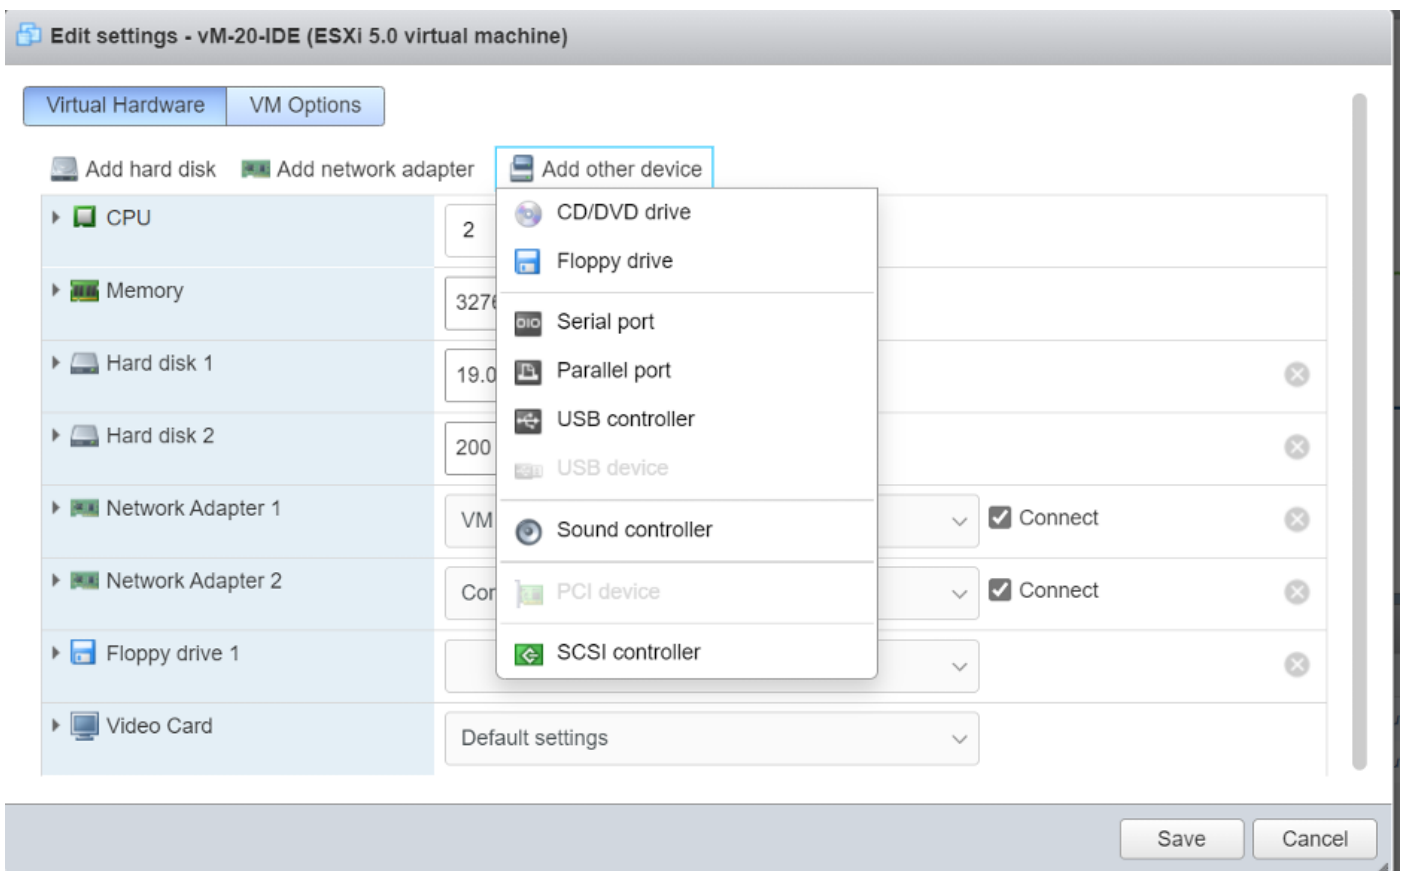 Edit settings - vM-20-IDE (ESXi 5.0 virtual machine)
Virtual Hardware VM Options
Add hard disk Add network adapter Add other device
CPU 2
Memory 3276
Hard disk 1 19.0
Hard disk 2 200
Network Adapter 1 VM Connect
Network Adapter 2 Cor Connect
Floppy drive 1
Video Card Default settings
CD/DVD drive
Floppy drive
Serial port
Parallel port
USB controller
USB device
Sound controller
PCI device
SCSI controller
Save Cancel